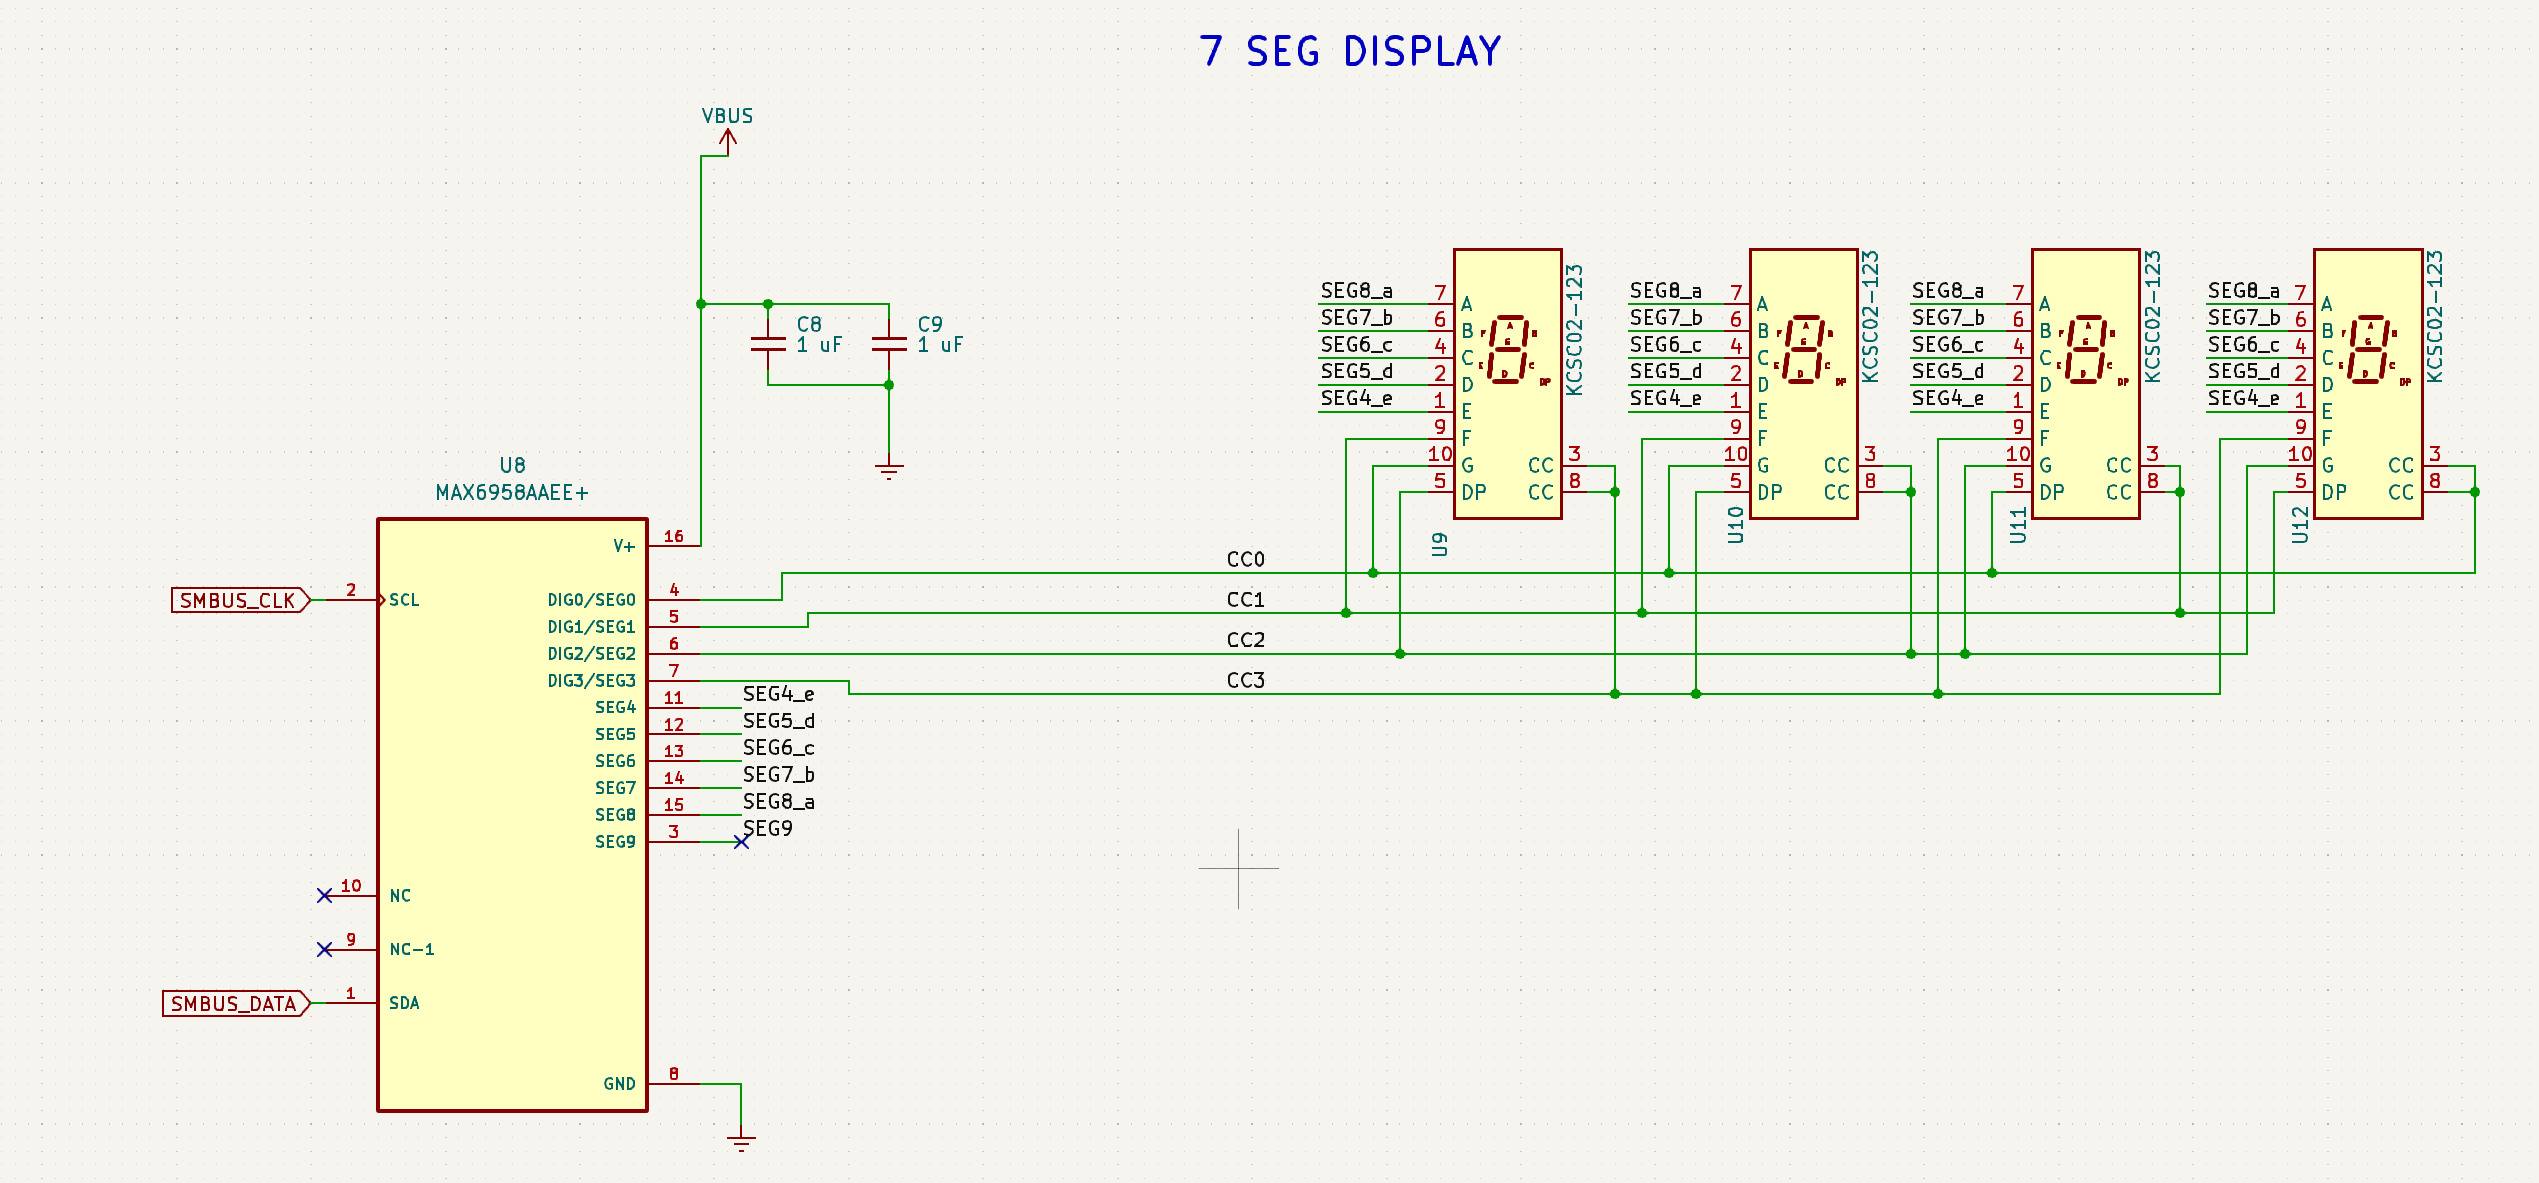 7 SEG DISPLAY
VBUS
C8
1 uF
C9
1 uF
U8
MAX6958AAEE+
SMBUS_CLK
2
SCL
10
NC
9
NC-1
SMBUS_DATA
1
SDA
V+
16
DIG0/SEG0
4
DIG1/SEG1
5
DIG2/SEG2
6
DIG3/SEG3
7
SEG4
11
SEG4_e
SEG5
12
SEG5_d
SEG6
13
SEG6_c
SEG7
14
SEG7_b
SEG8
15
SEG8_a
SEG9
3
SEG9
GND
8
CC0
CC1
CC2
CC3
SEG8_a 7 A
SEG7_b 6 B
SEG6_c 4 C
SEG5_d 2 D
SEG4_e 1 E
9 F
10 G CC 3
5 DP CC 8
A
F B
G
E C
D
DP
KCSC02-123
U9
SEG8_a 7 A
SEG7_b 6 B
SEG6_c 4 C
SEG5_d 2 D
SEG4_e 1 E
9 F
10 G CC 3
5 DP CC 8
A
F B
G
E C
D
DP
KCSC02-123
U10
SEG8_a 7 A
SEG7_b 6 B
SEG6_c 4 C
SEG5_d 2 D
SEG4_e 1 E
9 F
10 G CC 3
5 DP CC 8
A
F B
G
E C
D
DP
KCSC02-123
U11
SEG8_a 7 A
SEG7_b 6 B
SEG6_c 4 C
SEG5_d 2 D
SEG4_e 1 E
9 F
10 G CC 3
5 DP CC 8
A
F B
G
E C
D
DP
KCSC02-123
U12